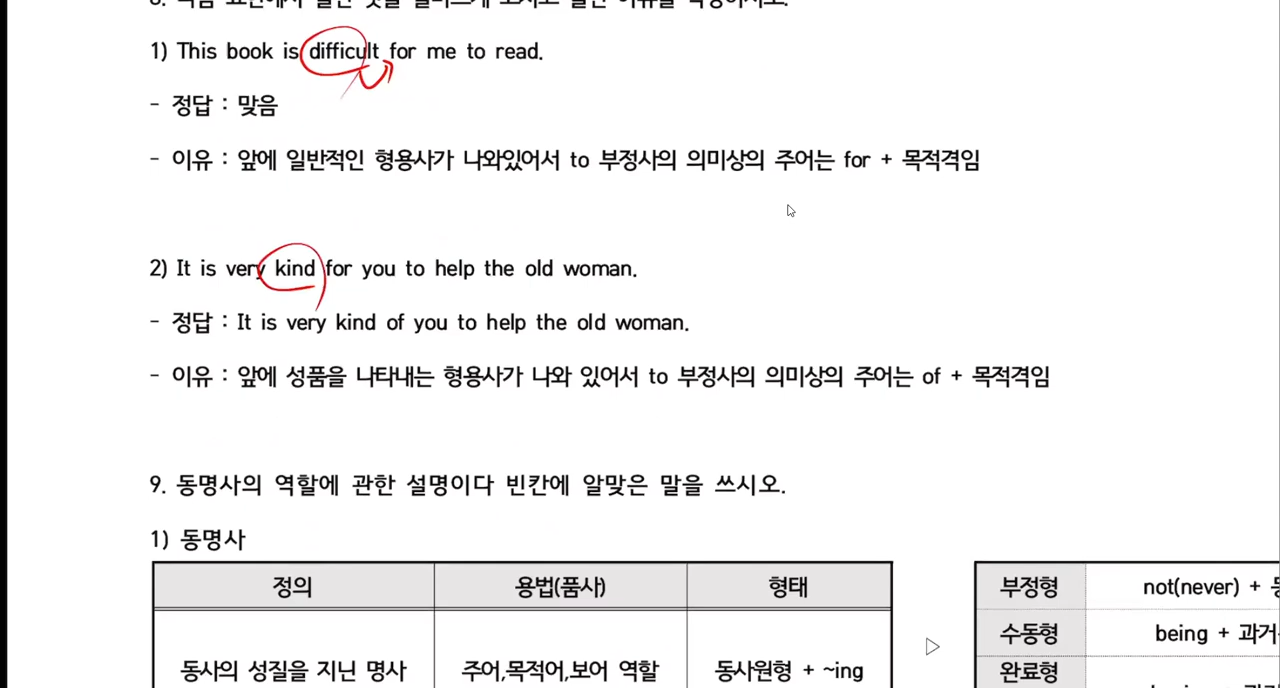 1) This book is difficult for me to read.
- 정답 : 맞음
- 이유 : 앞에 일반적인 형용사가 나와있어서 to 부정사의 의미상의 주어는 for + 목적격임
2) It is very kind for you to help the old woman.
- 정답 : It is very kind of you to help the old woman.
- 이유 : 앞에 성품을 나타내는 형용사가 나와 있어서 to 부정사의 의미상의 주어는 of + 목적격임
9. 동명사의 역할에 관한 설명이다 빈칸에 알맞은 말을 쓰시오.
1) 동명사
정의 용법(품사) 형태
동사의 성질을 지닌 명사 주어,목적어,보어 역할 동사원형 + ~ing
부정형 not(never) +
수동형 being + 과거
완료형